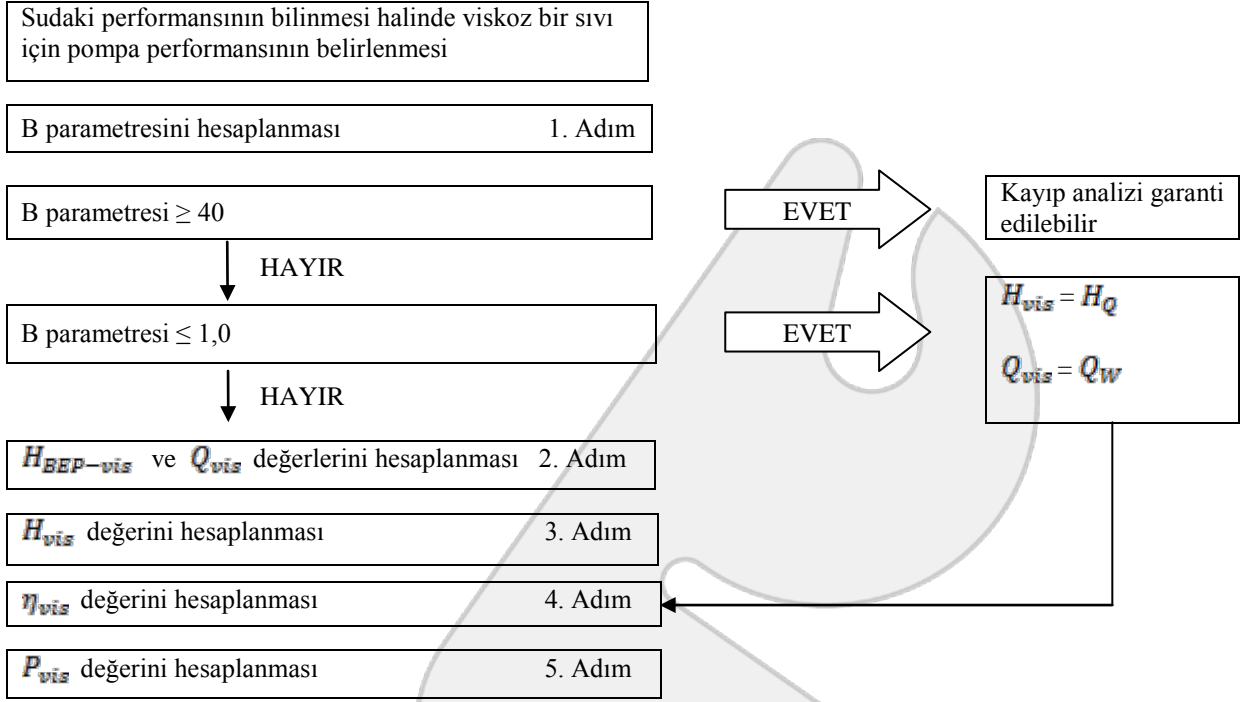 Sudaki performansının bilinmesi halinde viskoz bir sıvı
için pompa performansının belirlenmesi
B parametresini hesaplanması 1. Adım
B parametresi ≥ 40
EVET
Kayıp analizi garanti
edilebilir
HAYIR
B parametresi ≤ 1,0
EVET
H_vis = H_Q
Q_vis = Q_W
HAYIR
H_BEP−vis ve Q_vis değerlerini hesaplanması 2. Adım
H_vis değerini hesaplanması 3. Adım
η_vis değerini hesaplanması 4. Adım
P_vis değerini hesaplanması 5. Adım